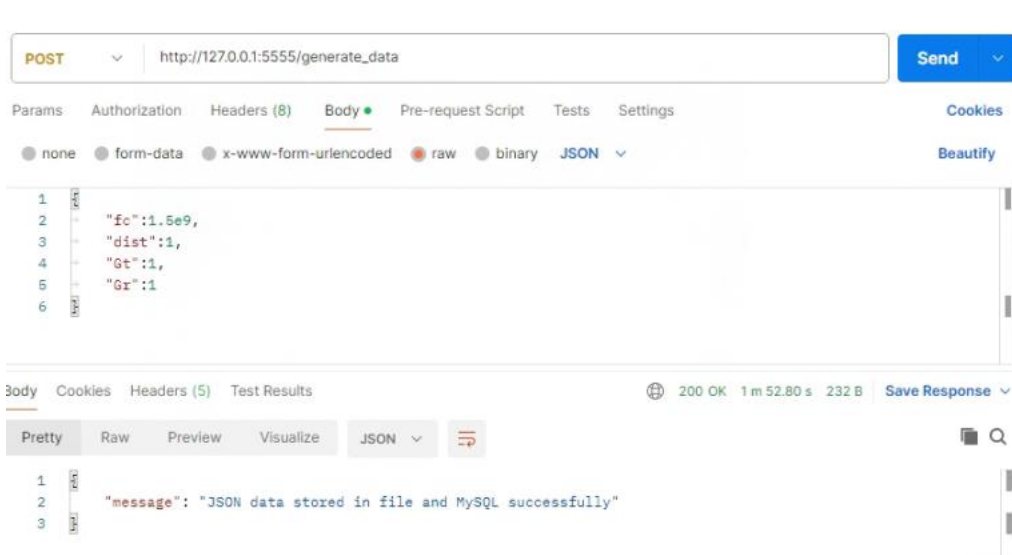 POST http://127.0.0.1:5555/generate_data Send
Params Authorization Headers (8) Body Pre-request Script Tests Settings Cookies
none form-data x-www-form-urlencoded raw binary JSON Beautify
1 {
2 "fc":1.5e9,
3 "dist":1,
4 "Gt":1,
5 "Gr":1
6 }
Body Cookies Headers (5) Test Results 200 OK 1 m 52.80 s 232 B Save Response
Pretty Raw Preview Visualize JSON
1 {
2 "message": "JSON data stored in file and MySQL successfully"
3 }